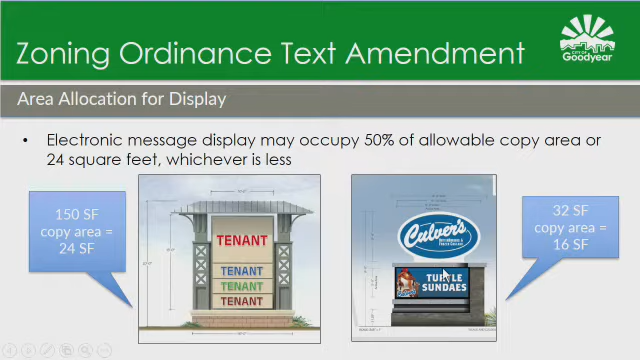 Zoning Ordinance Text Amendment
CITY OF
Goodyear
Area Allocation for Display
• Electronic message display may occupy 50% of allowable copy area or
24 square feet, whichever is less
150 SF
copy area =
24 SF
TENANT
TENANT
TENANT
TENANT
Culver's
TURTLE
SUNDAES
32 SF
copy area =
16 SF